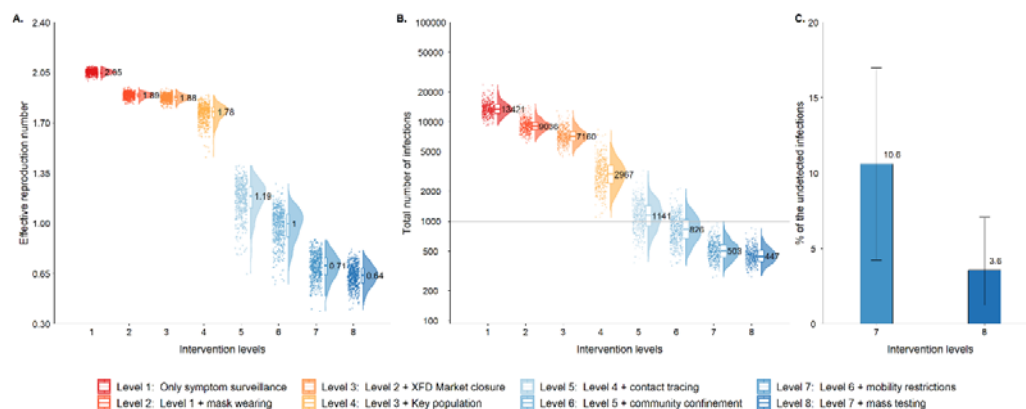 A.
B.
C.
2.40
2.05
1.70
1.35
1.00
0.65
0.30
Effective reproduction number
2.05
1.89
1.88
1.78
1.19
1
0.71
0.64
1 2 3 4 5 6 7 8
Intervention levels
100000
50000
20000
10000
5000
2000
1000
500
200
100
Total number of infections
13421
9056
7160
2967
1141
826
503
447
1 2 3 4 5 6 7 8
Intervention levels
20
15
10
5
0
% of the undetected infections
10.6
3.6
7 8
Intervention levels
Level 1: Only symptom surveillance
Level 2: Level 1 + mask wearing
Level 3: Level 2 + XFD Market closure
Level 4: Level 3 + Key population
Level 5: Level 4 + contact tracing
Level 6: Level 5 + community confinement
Level 7: Level 6 + mobility restrictions
Level 8: Level 7 + mass testing